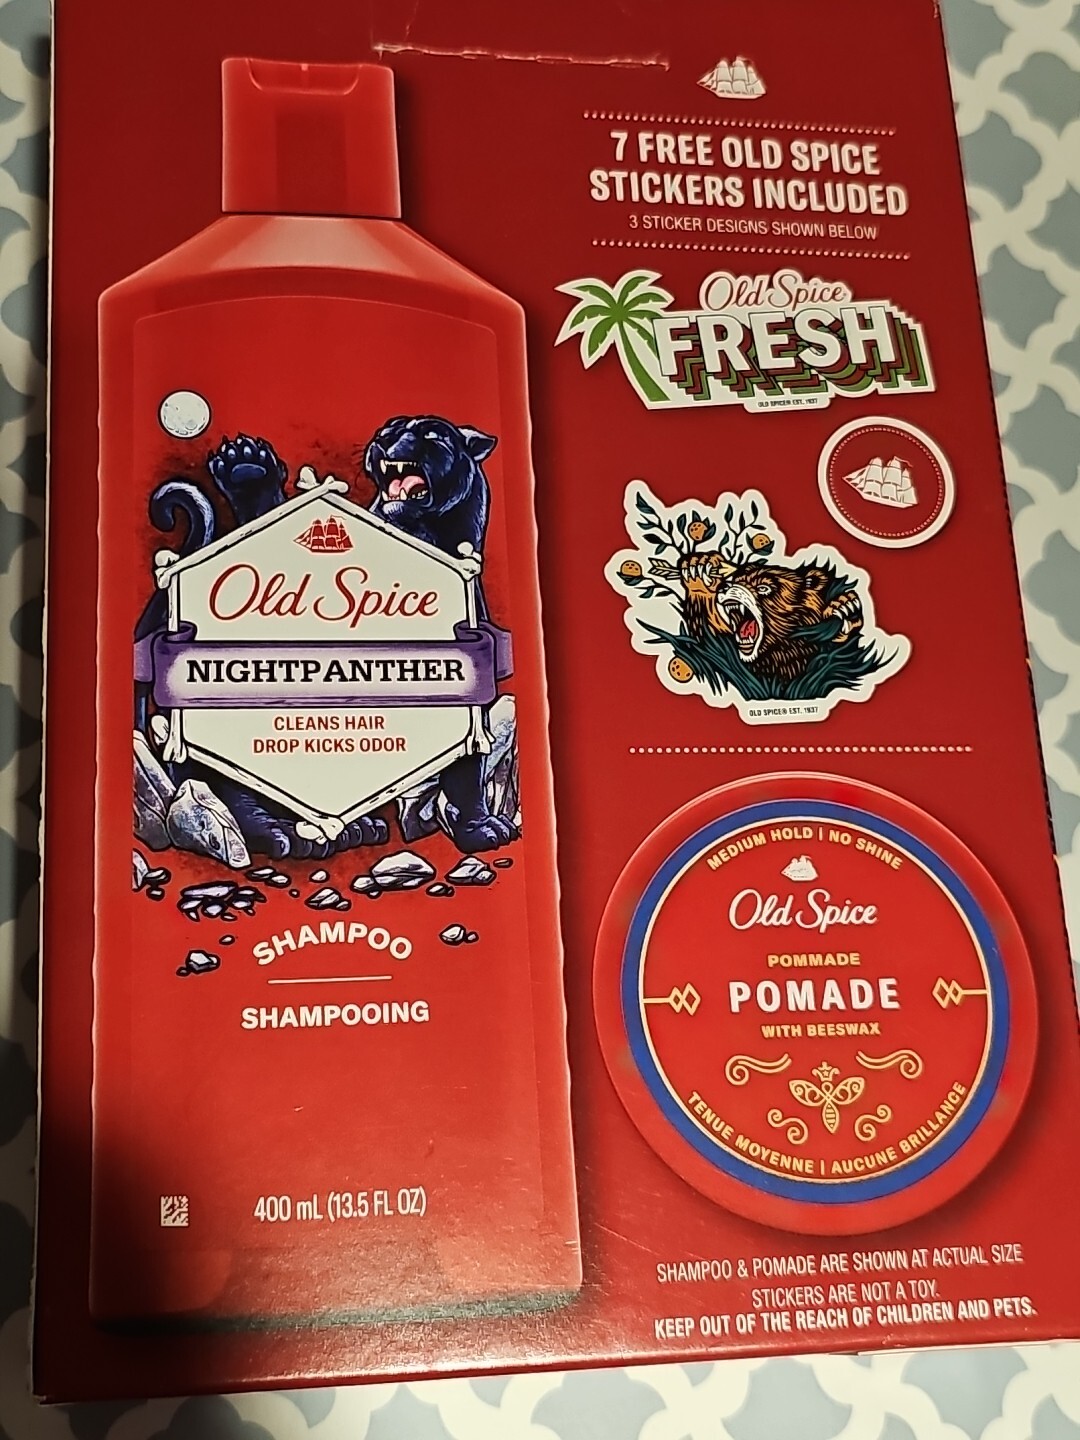 Old Spice
NIGHTPANTHER
CLEANS HAIR
DROP KICKS ODOR
SHAMPOO
SHAMPOOING
400 mL (13.5 FL OZ)
7 FREE OLD SPICE
STICKERS INCLUDED
3 STICKER DESIGNS SHOWN BELOW
Old Spice
FRESH
OLD SPICE® EST. 1937
OLD SPICE® EST. 1937
MEDIUM HOLD | NO SHINE
Old Spice
POMMADE
POMADE
WITH BEESWAX
TENUE MOYENNE | AUCUNE BRILLANCE
SHAMPOO & POMADE ARE SHOWN AT ACTUAL SIZE
STICKERS ARE NOT A TOY.
KEEP OUT OF THE REACH OF CHILDREN AND PETS.